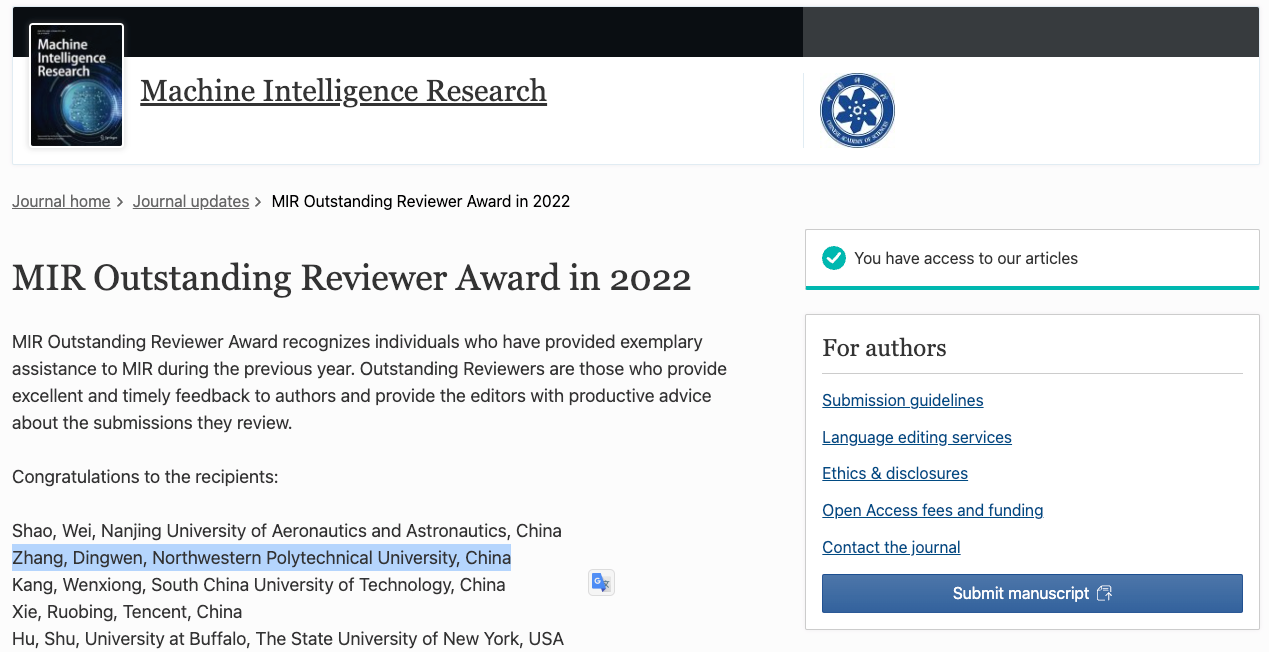 Machine
Intelligence
Research
Machine Intelligence Research
CHINESE ACADEMY OF SCIENCES
Journal home > Journal updates > MIR Outstanding Reviewer Award in 2022
MIR Outstanding Reviewer Award in 2022
MIR Outstanding Reviewer Award recognizes individuals who have provided exemplary
assistance to MIR during the previous year. Outstanding Reviewers are those who provide
excellent and timely feedback to authors and provide the editors with productive advice
about the submissions they review.
Congratulations to the recipients:
Shao, Wei, Nanjing University of Aeronautics and Astronautics, China
Zhang, Dingwen, Northwestern Polytechnical University, China
Kang, Wenxiong, South China University of Technology, China
Xie, Ruobing, Tencent, China
Hu, Shu, University at Buffalo, The State University of New York, USA
You have access to our articles
For authors
Submission guidelines
Language editing services
Ethics & disclosures
Open Access fees and funding
Contact the journal
Submit manuscript